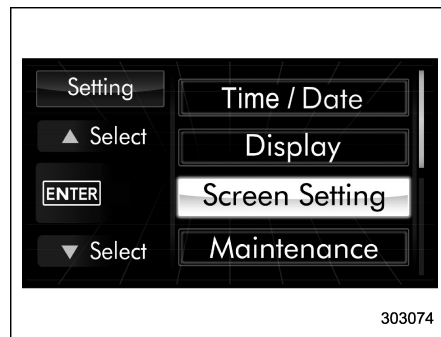 Setting
▲ Select
ENTER
▼ Select
Time / Date
Display
Screen Setting
Maintenance
303074